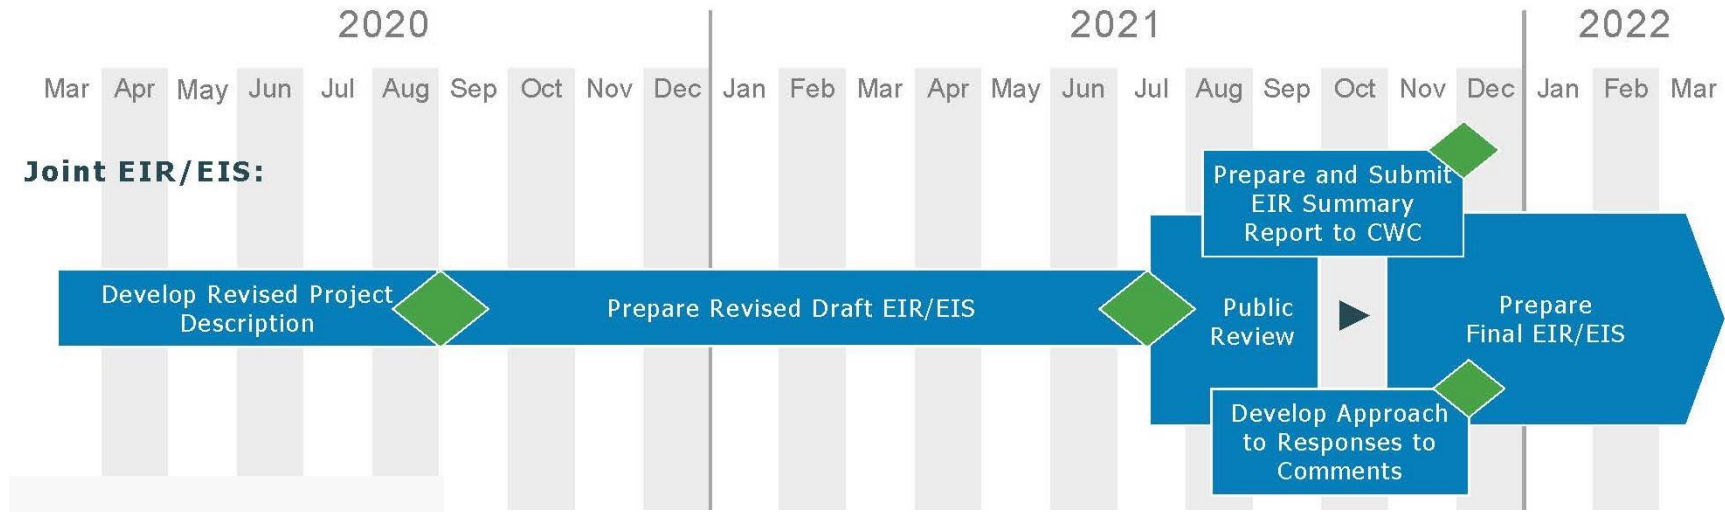 2020
2021
2022
Mar Apr May Jun Jul Aug Sep Oct Nov Dec Jan Feb Mar Apr May Jun Jul Aug Sep Oct Nov Dec Jan Feb Mar
Joint EIR/EIS:
Develop Revised Project
Description
Prepare Revised Draft EIR/EIS
Public
Review
Prepare and Submit
EIR Summary
Report to CWC
Develop Approach
to Responses to
Comments
Prepare
Final EIR/EIS